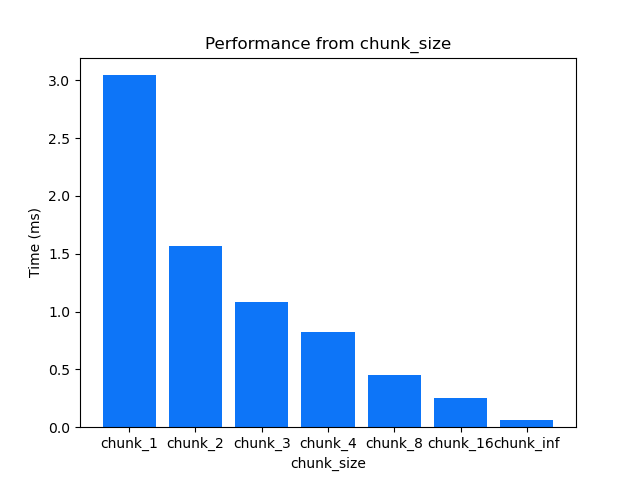 Performance from chunk_size
Time (ms)
3.0
2.5
2.0
1.5
1.0
0.5
0.0
chunk_1 chunk_2 chunk_3 chunk_4 chunk_8 chunk_16 chunk_inf
chunk_size